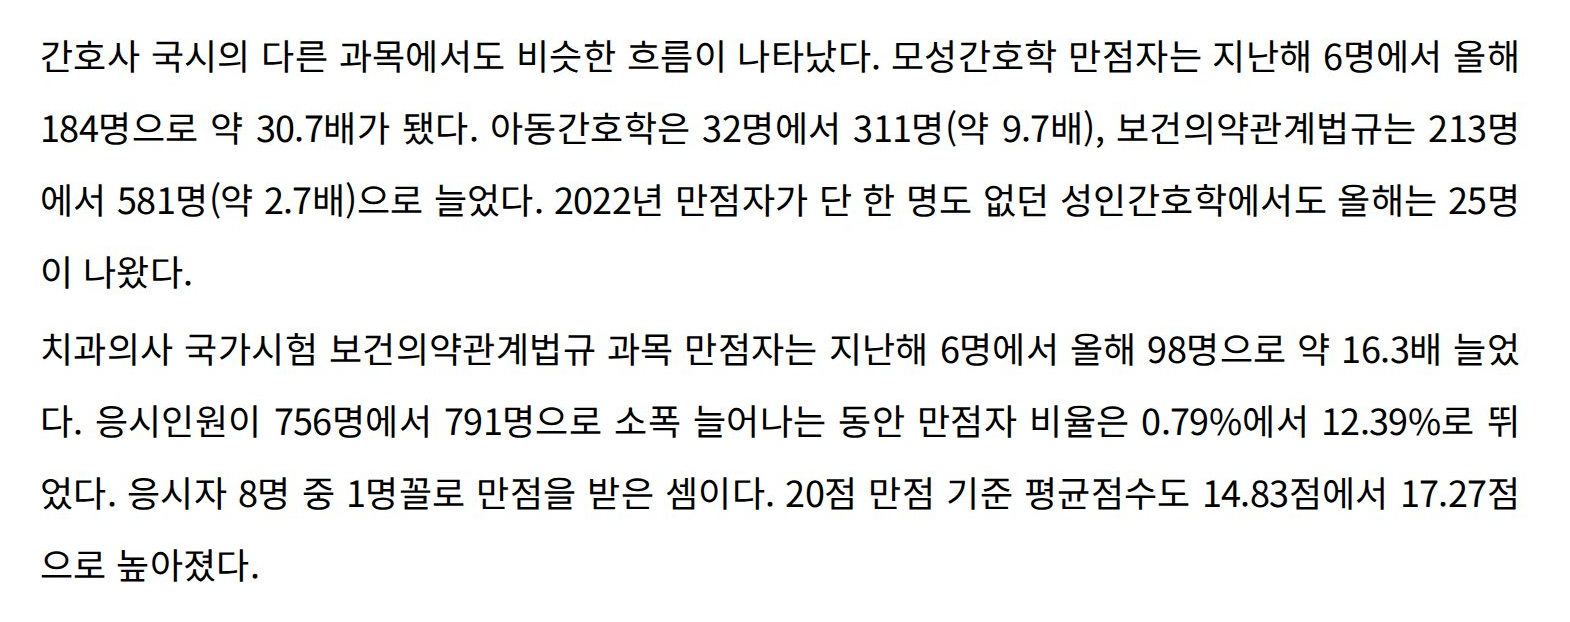 간호사 국시의 다른 과목에서도 비슷한 흐름이 나타났다. 모성간호학 만점자는 지난해 6명에서 올해
184명으로 약 30.7배가 됐다. 아동간호학은 32명에서 311명(약 9.7배), 보건의약관계법규는 213명
에서 581명(약 2.7배)으로 늘었다. 2022년 만점자가 단 한 명도 없던 성인간호학에서도 올해는 25명
이 나왔다.
치과의사 국가시험 보건의약관계법규 과목 만점자는 지난해 6명에서 올해 98명으로 약 16.3배 늘었
다. 응시인원이 756명에서 791명으로 소폭 늘어나는 동안 만점자 비율은 0.79%에서 12.39%로 뛰
었다. 응시자 8명 중 1명꼴로 만점을 받은 셈이다. 20점 만점 기준 평균점수도 14.83점에서 17.27점
으로 높아졌다.